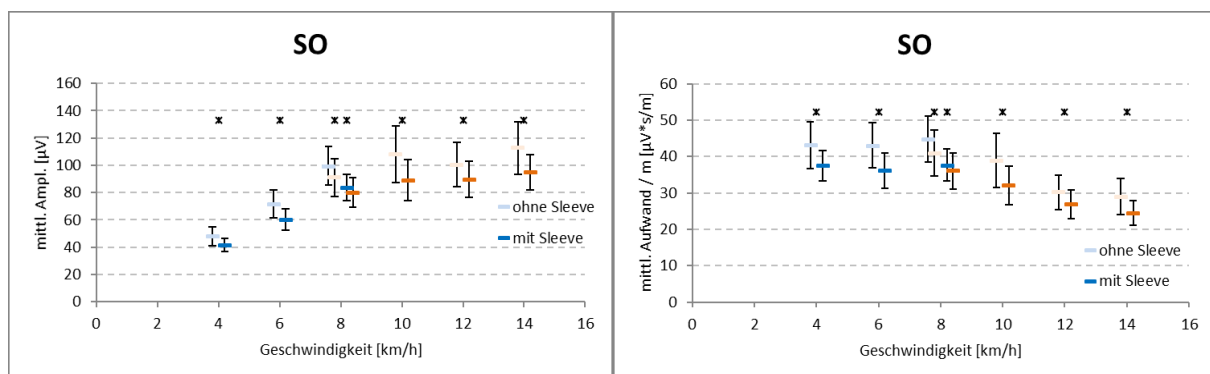 SO
mittl. Ampl. [µV]
160
140
120
100
80
60
40
20
0
ohne Sleeve
mit Sleeve
0 2 4 6 8 10 12 14 16
Geschwindigkeit [km/h]
SO
mittl. Aufwand / m [µV*s/m]
60
50
40
30
20
10
0
ohne Sleeve
mit Sleeve
0 2 4 6 8 10 12 14 16
Geschwindigkeit [km/h]